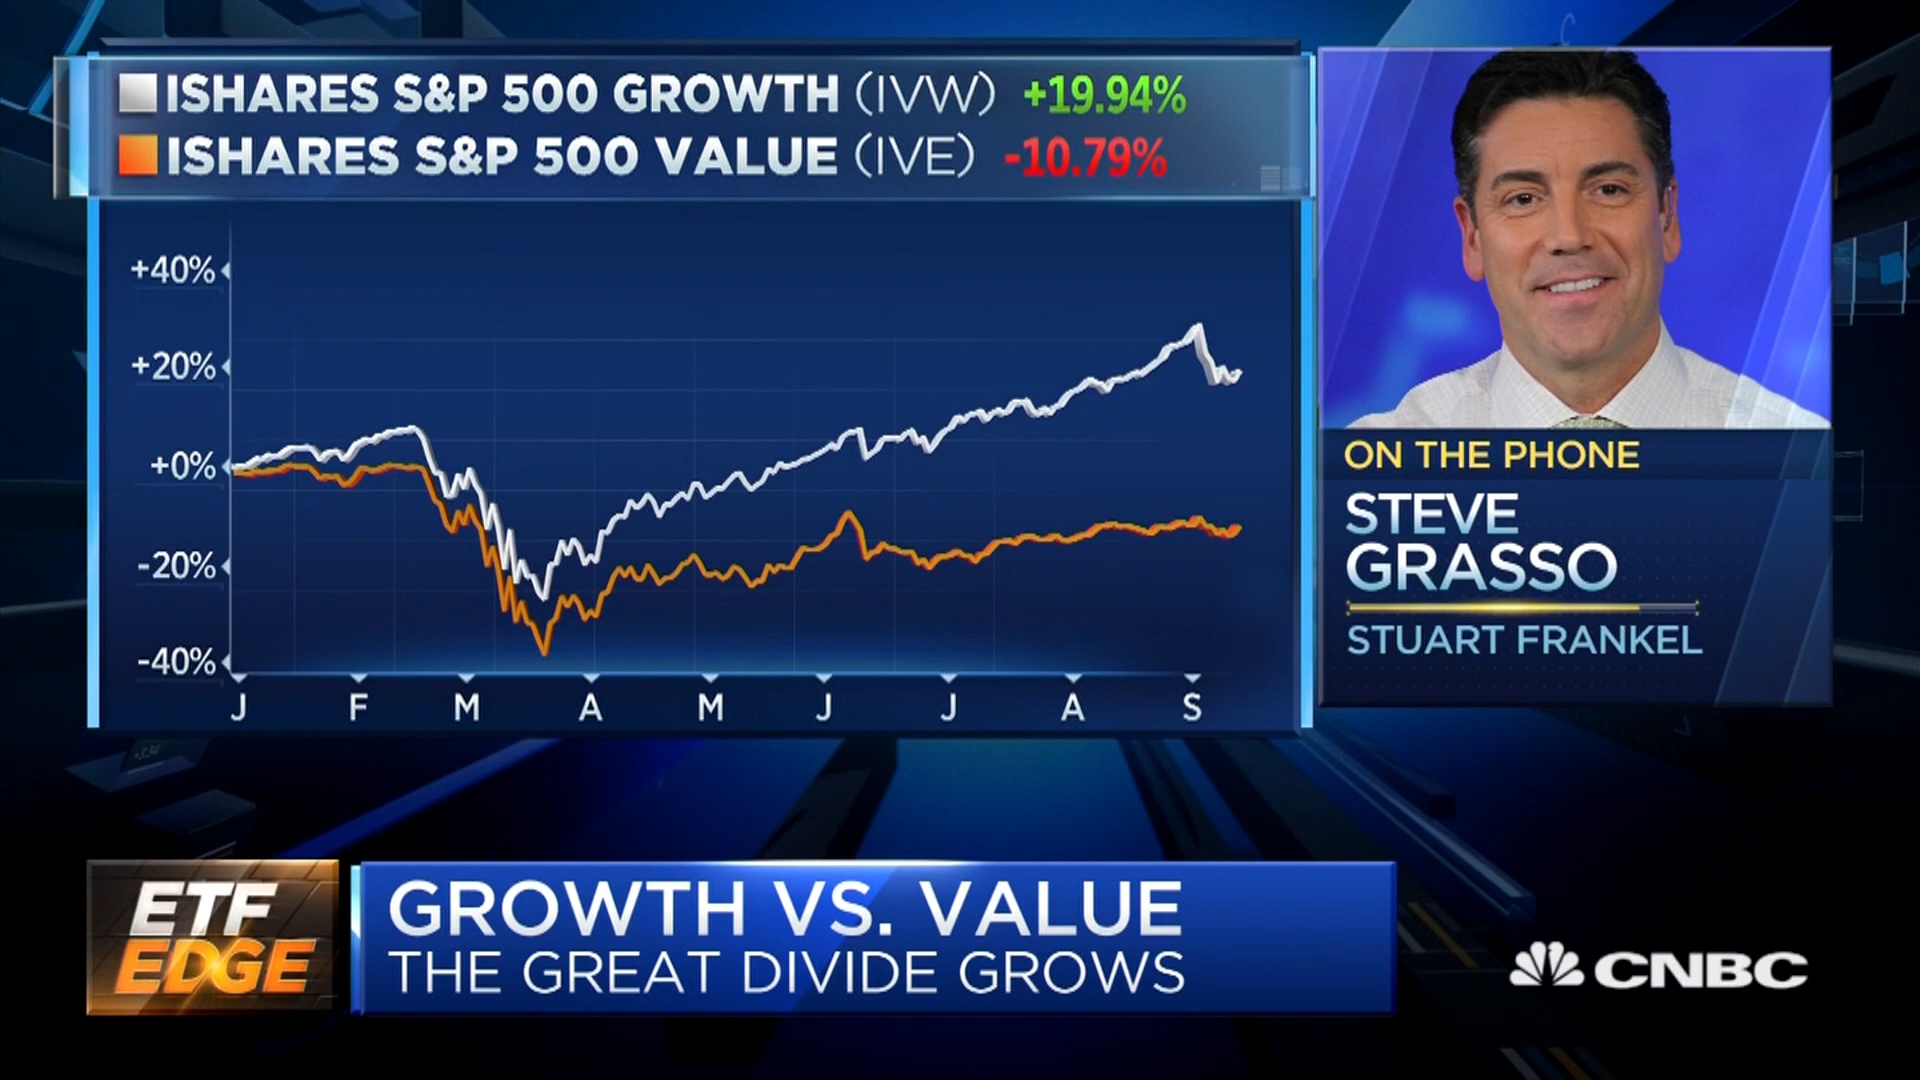 ISHARES S&P 500 GROWTH (IVW) +19.94%
ISHARES S&P 500 VALUE (IVE) -10.79%
+40%
+20%
+0%
-20%
-40%
J F M A M J J A S
ON THE PHONE
STEVE
GRASSO
STUART FRANKEL
ETF
EDGE
GROWTH VS. VALUE
THE GREAT DIVIDE GROWS
CNBC